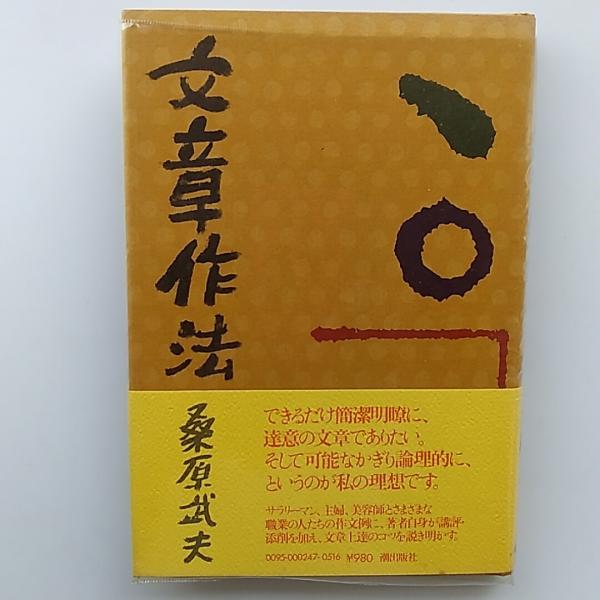 文章作法
桑原武夫
できるだけ簡潔明瞭に、
達意の文章でありたい。
そして可能なかぎり論理的に、
というのが私の理想です。
サラリーマン、主婦、美容師とさまざまな
職業の人たちの作文例に、著者自身が講評・
添削を加え、文章上達のコツを説き明かす。
0095-000247-0516 ¥980 潮出版社